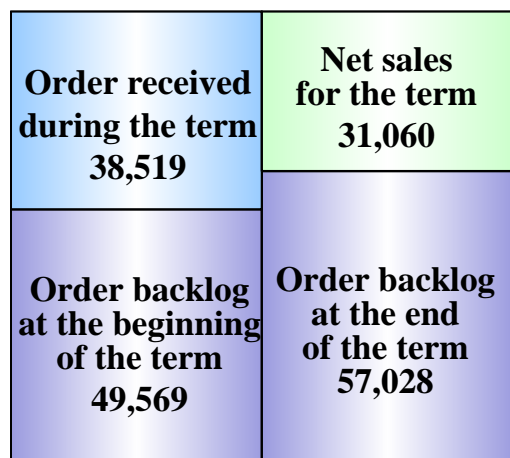 Order received
during the term
38,519
Net sales
for the term
31,060
Order backlog
at the beginning
of the term
49,569
Order backlog
at the end
of the term
57,028